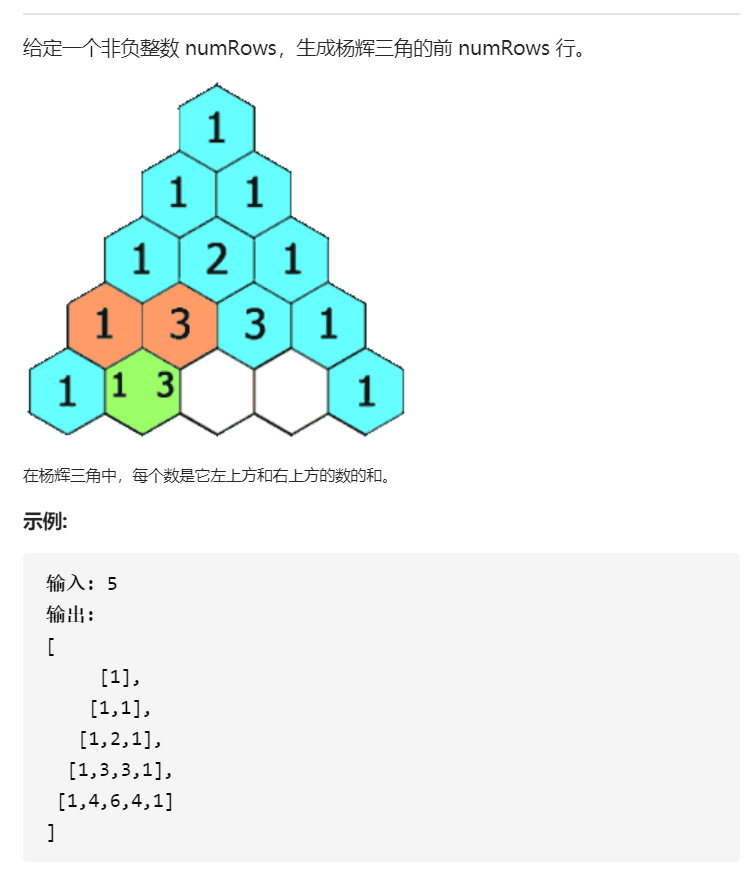 给定一个非负整数 numRows，生成杨辉三角的前 numRows 行。
1
1 1
1 2 1
1 3 3 1
1 1 3 1
在杨辉三角中，每个数是它左上方和右上方的数的和。
示例:
输入: 5
输出:
[
[1],
[1,1],
[1,2,1],
[1,3,3,1],
[1,4,6,4,1]
]